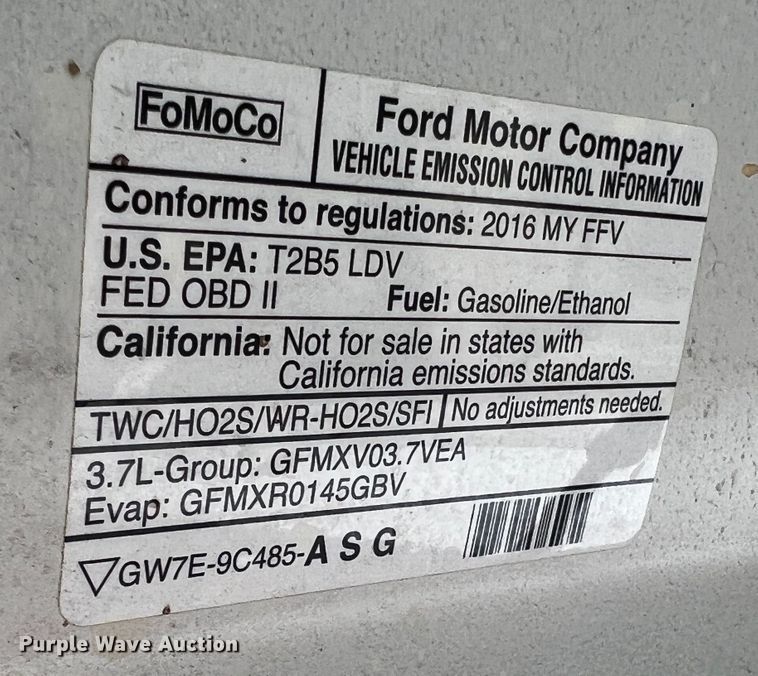 FoMoCo
Ford Motor Company
VEHICLE EMISSION CONTROL INFORMATION
Conforms to regulations: 2016 MY FFV
U.S. EPA: T2B5 LDV
FED OBD II Fuel: Gasoline/Ethanol
California: Not for sale in states with
California emissions standards.
TWC/HO2S/WR-HO2S/SFI No adjustments needed.
3.7L-Group: GFMXV03.7VEA
Evap: GFMXR0145GBV
▽GW7E-9C485-A S G
Purple Wave Auction